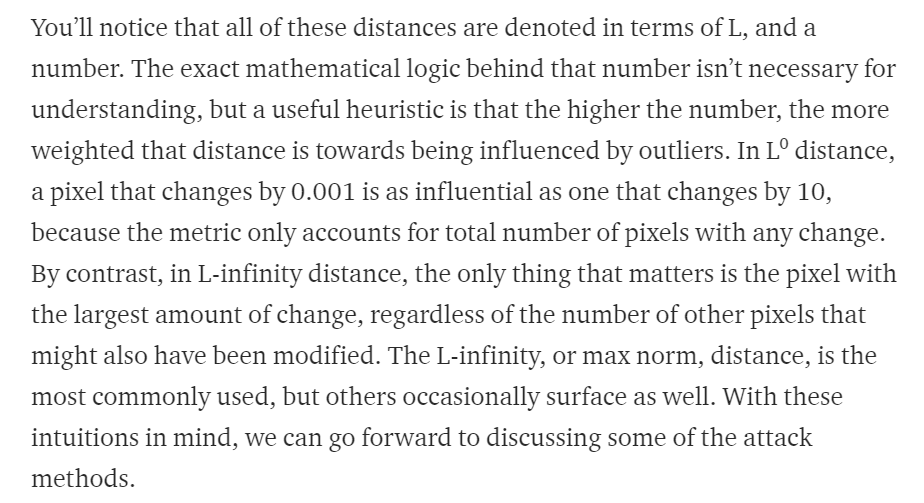 You’ll notice that all of these distances are denoted in terms of L, and a
number. The exact mathematical logic behind that number isn’t necessary for
understanding, but a useful heuristic is that the higher the number, the more
weighted that distance is towards being influenced by outliers. In L⁰ distance,
a pixel that changes by 0.001 is as influential as one that changes by 10,
because the metric only accounts for total number of pixels with any change.
By contrast, in L-infinity distance, the only thing that matters is the pixel with
the largest amount of change, regardless of the number of other pixels that
might also have been modified. The L-infinity, or max norm, distance, is the
most commonly used, but others occasionally surface as well. With these
intuitions in mind, we can go forward to discussing some of the attack
methods.